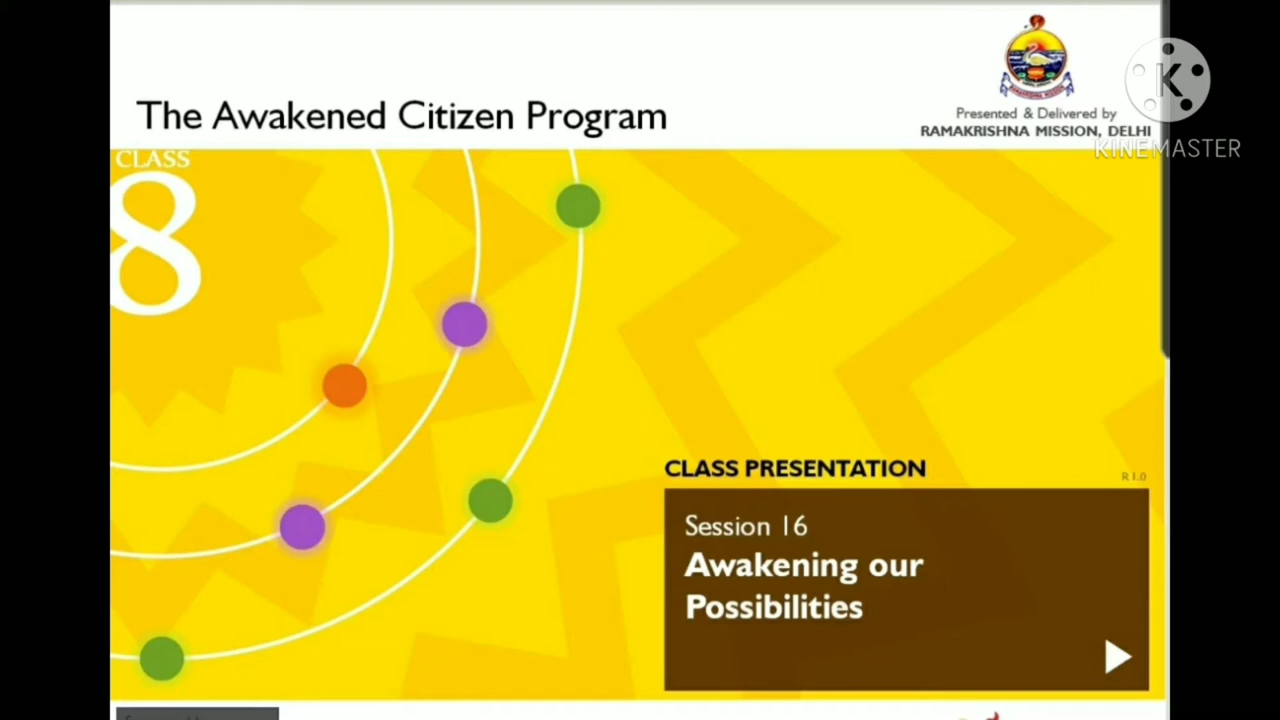 The Awakened Citizen Program
Presented & Delivered by
RAMAKRISHNA MISSION, DELHI
K
KINEMASTER
CLASS
8
CLASS PRESENTATION
R 1.0
Session 16
Awakening our
Possibilities